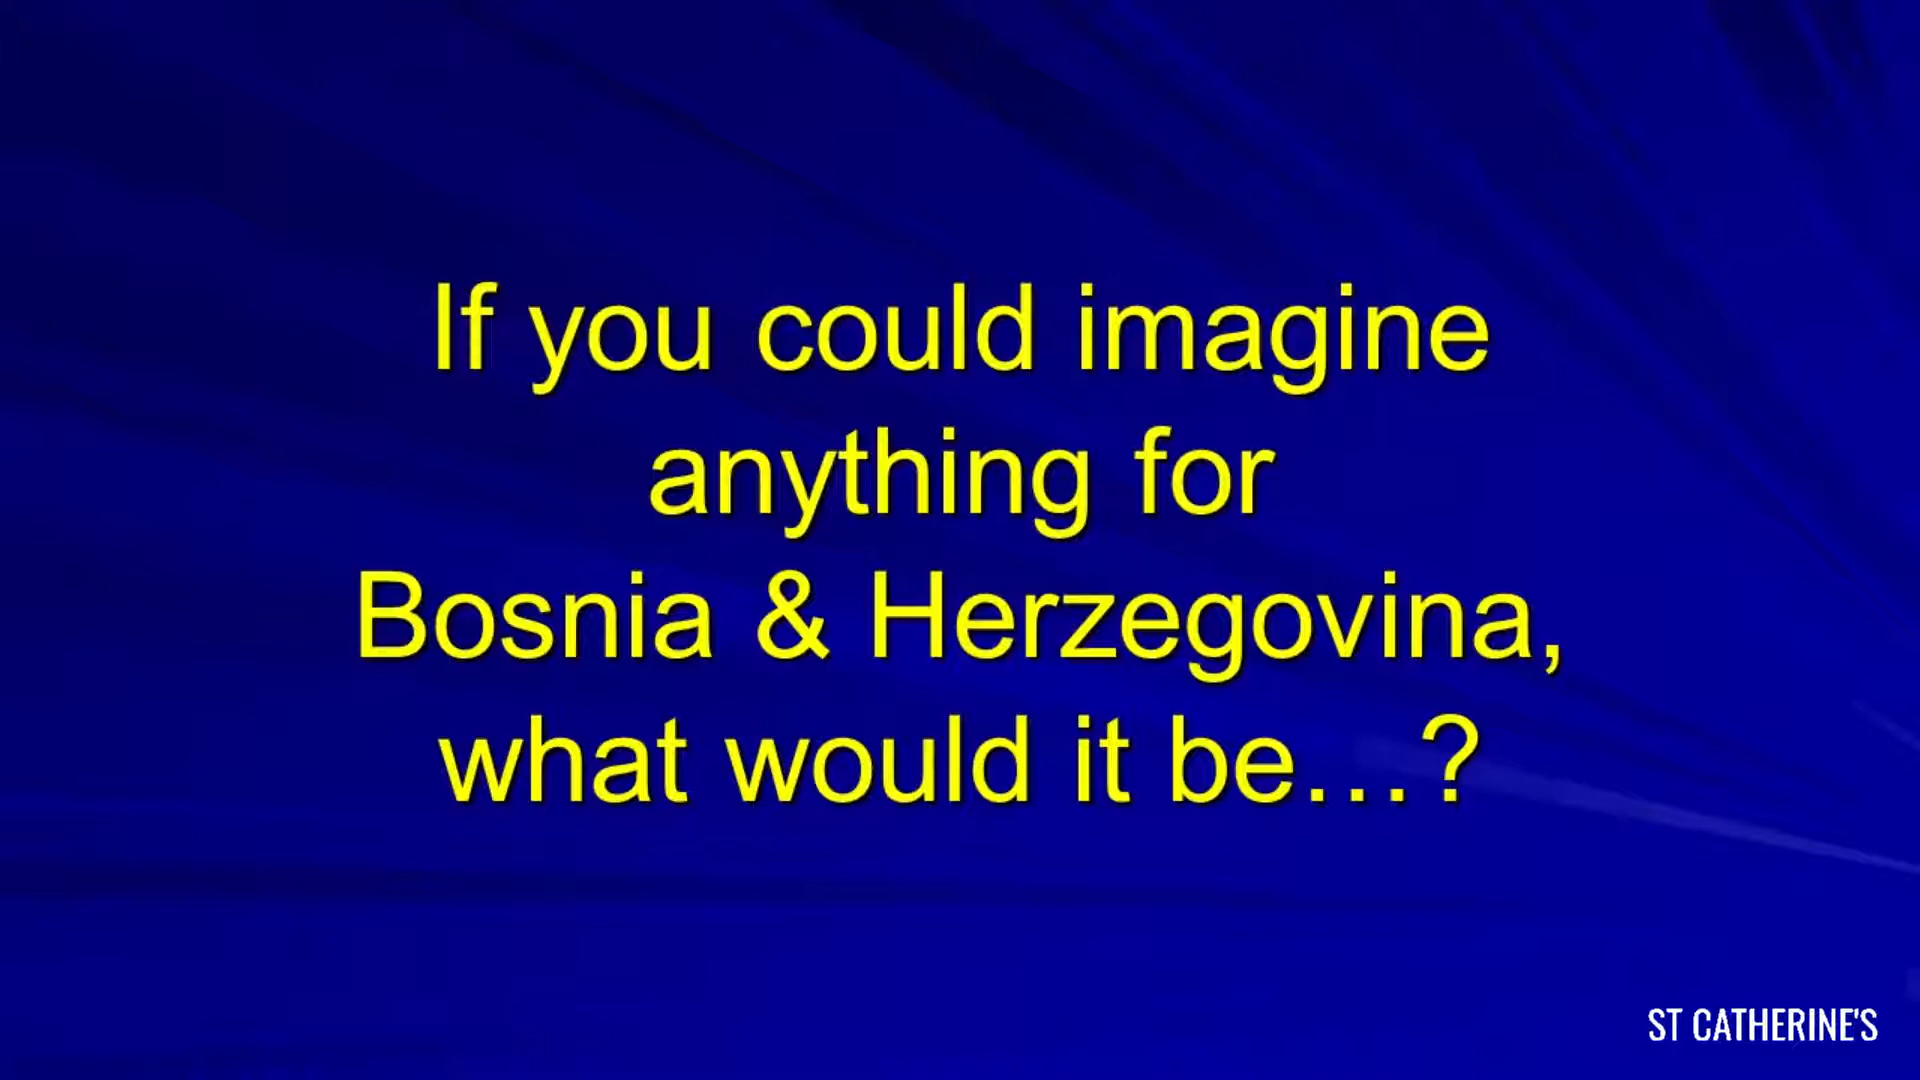 If you could imagine
anything for
Bosnia & Herzegovina,
what would it be…?
ST CATHERINE'S